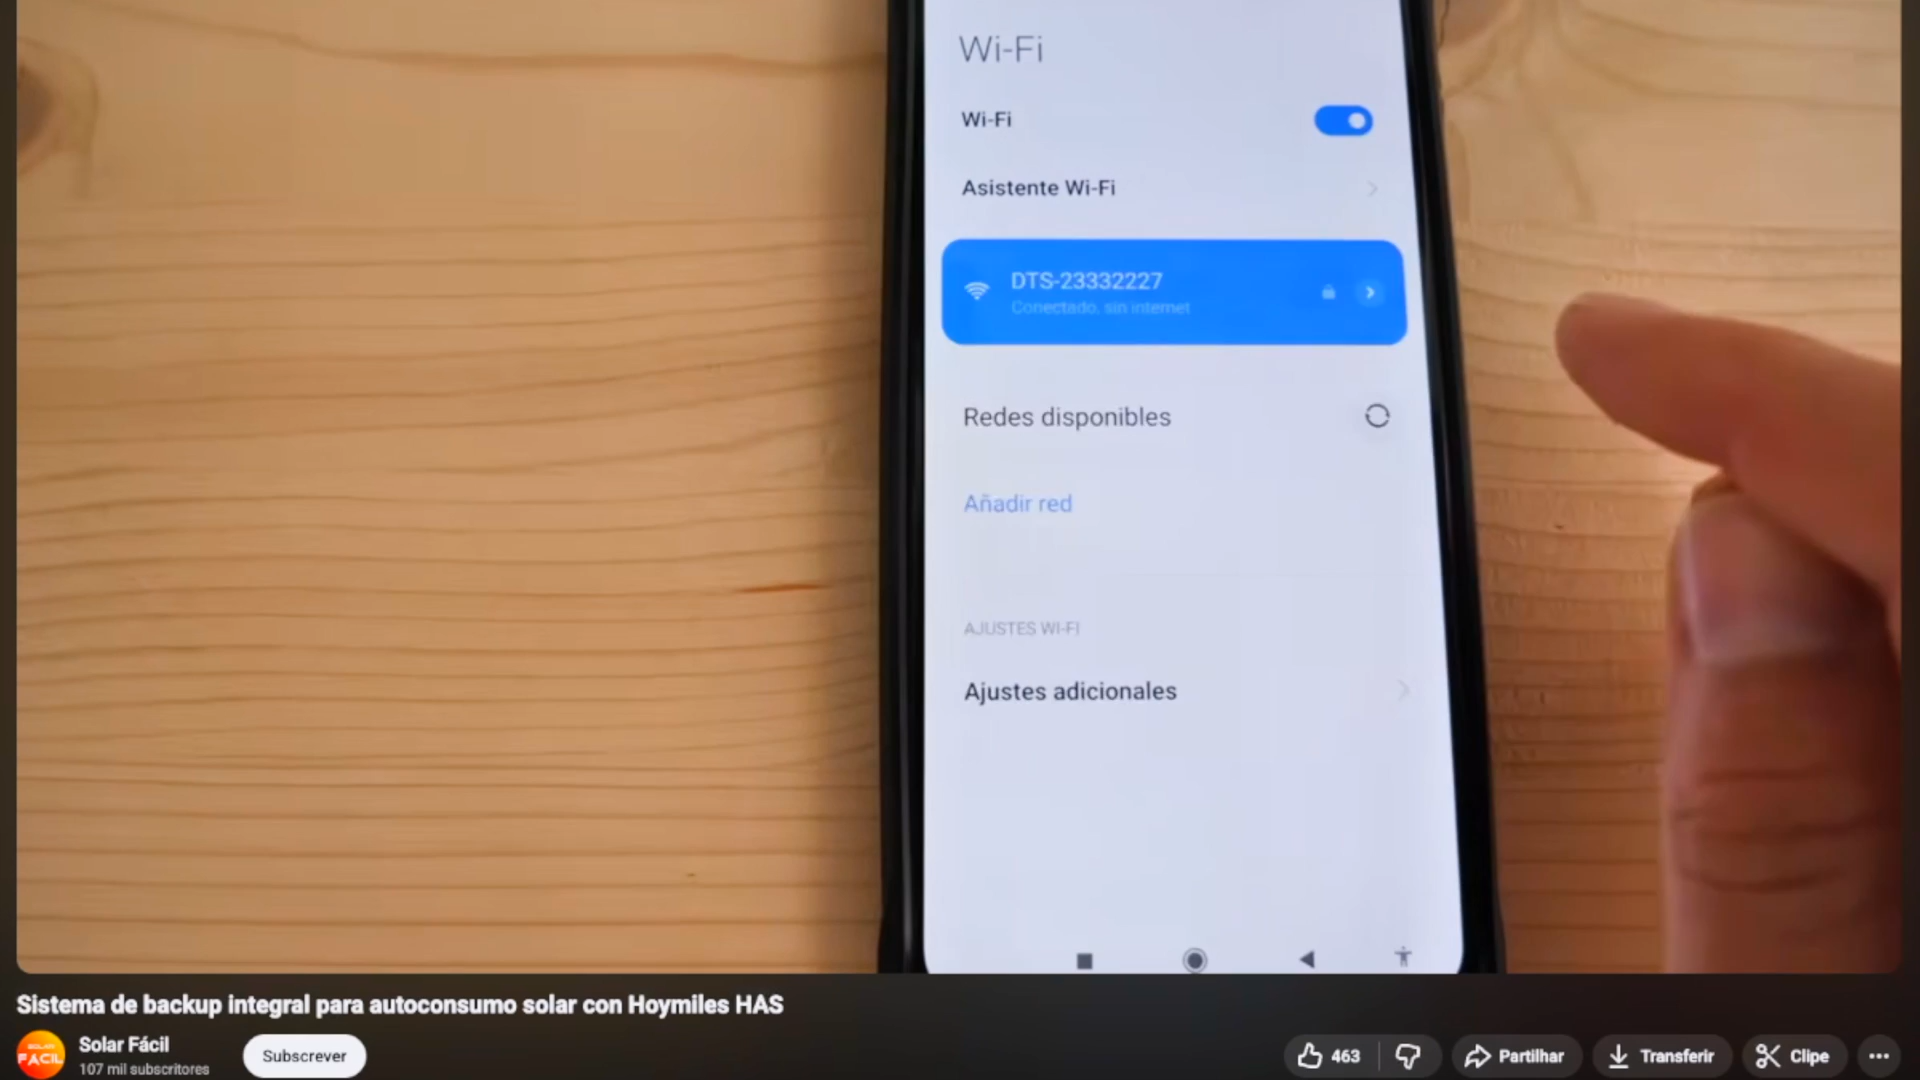 Wi-Fi
Wi-Fi
Asistente Wi-Fi
DTS-23332227
Conectado, sin internet
Redes disponibles
Añadir red
AJUSTES WI-FI
Ajustes adicionales
Sistema de backup integral para autoconsumo solar con Hoymiles HAS
SOLAR
FACIL
Solar Fácil
107 mil subscritores
Subscrever
463
Partilhar
Transferir
Clipe